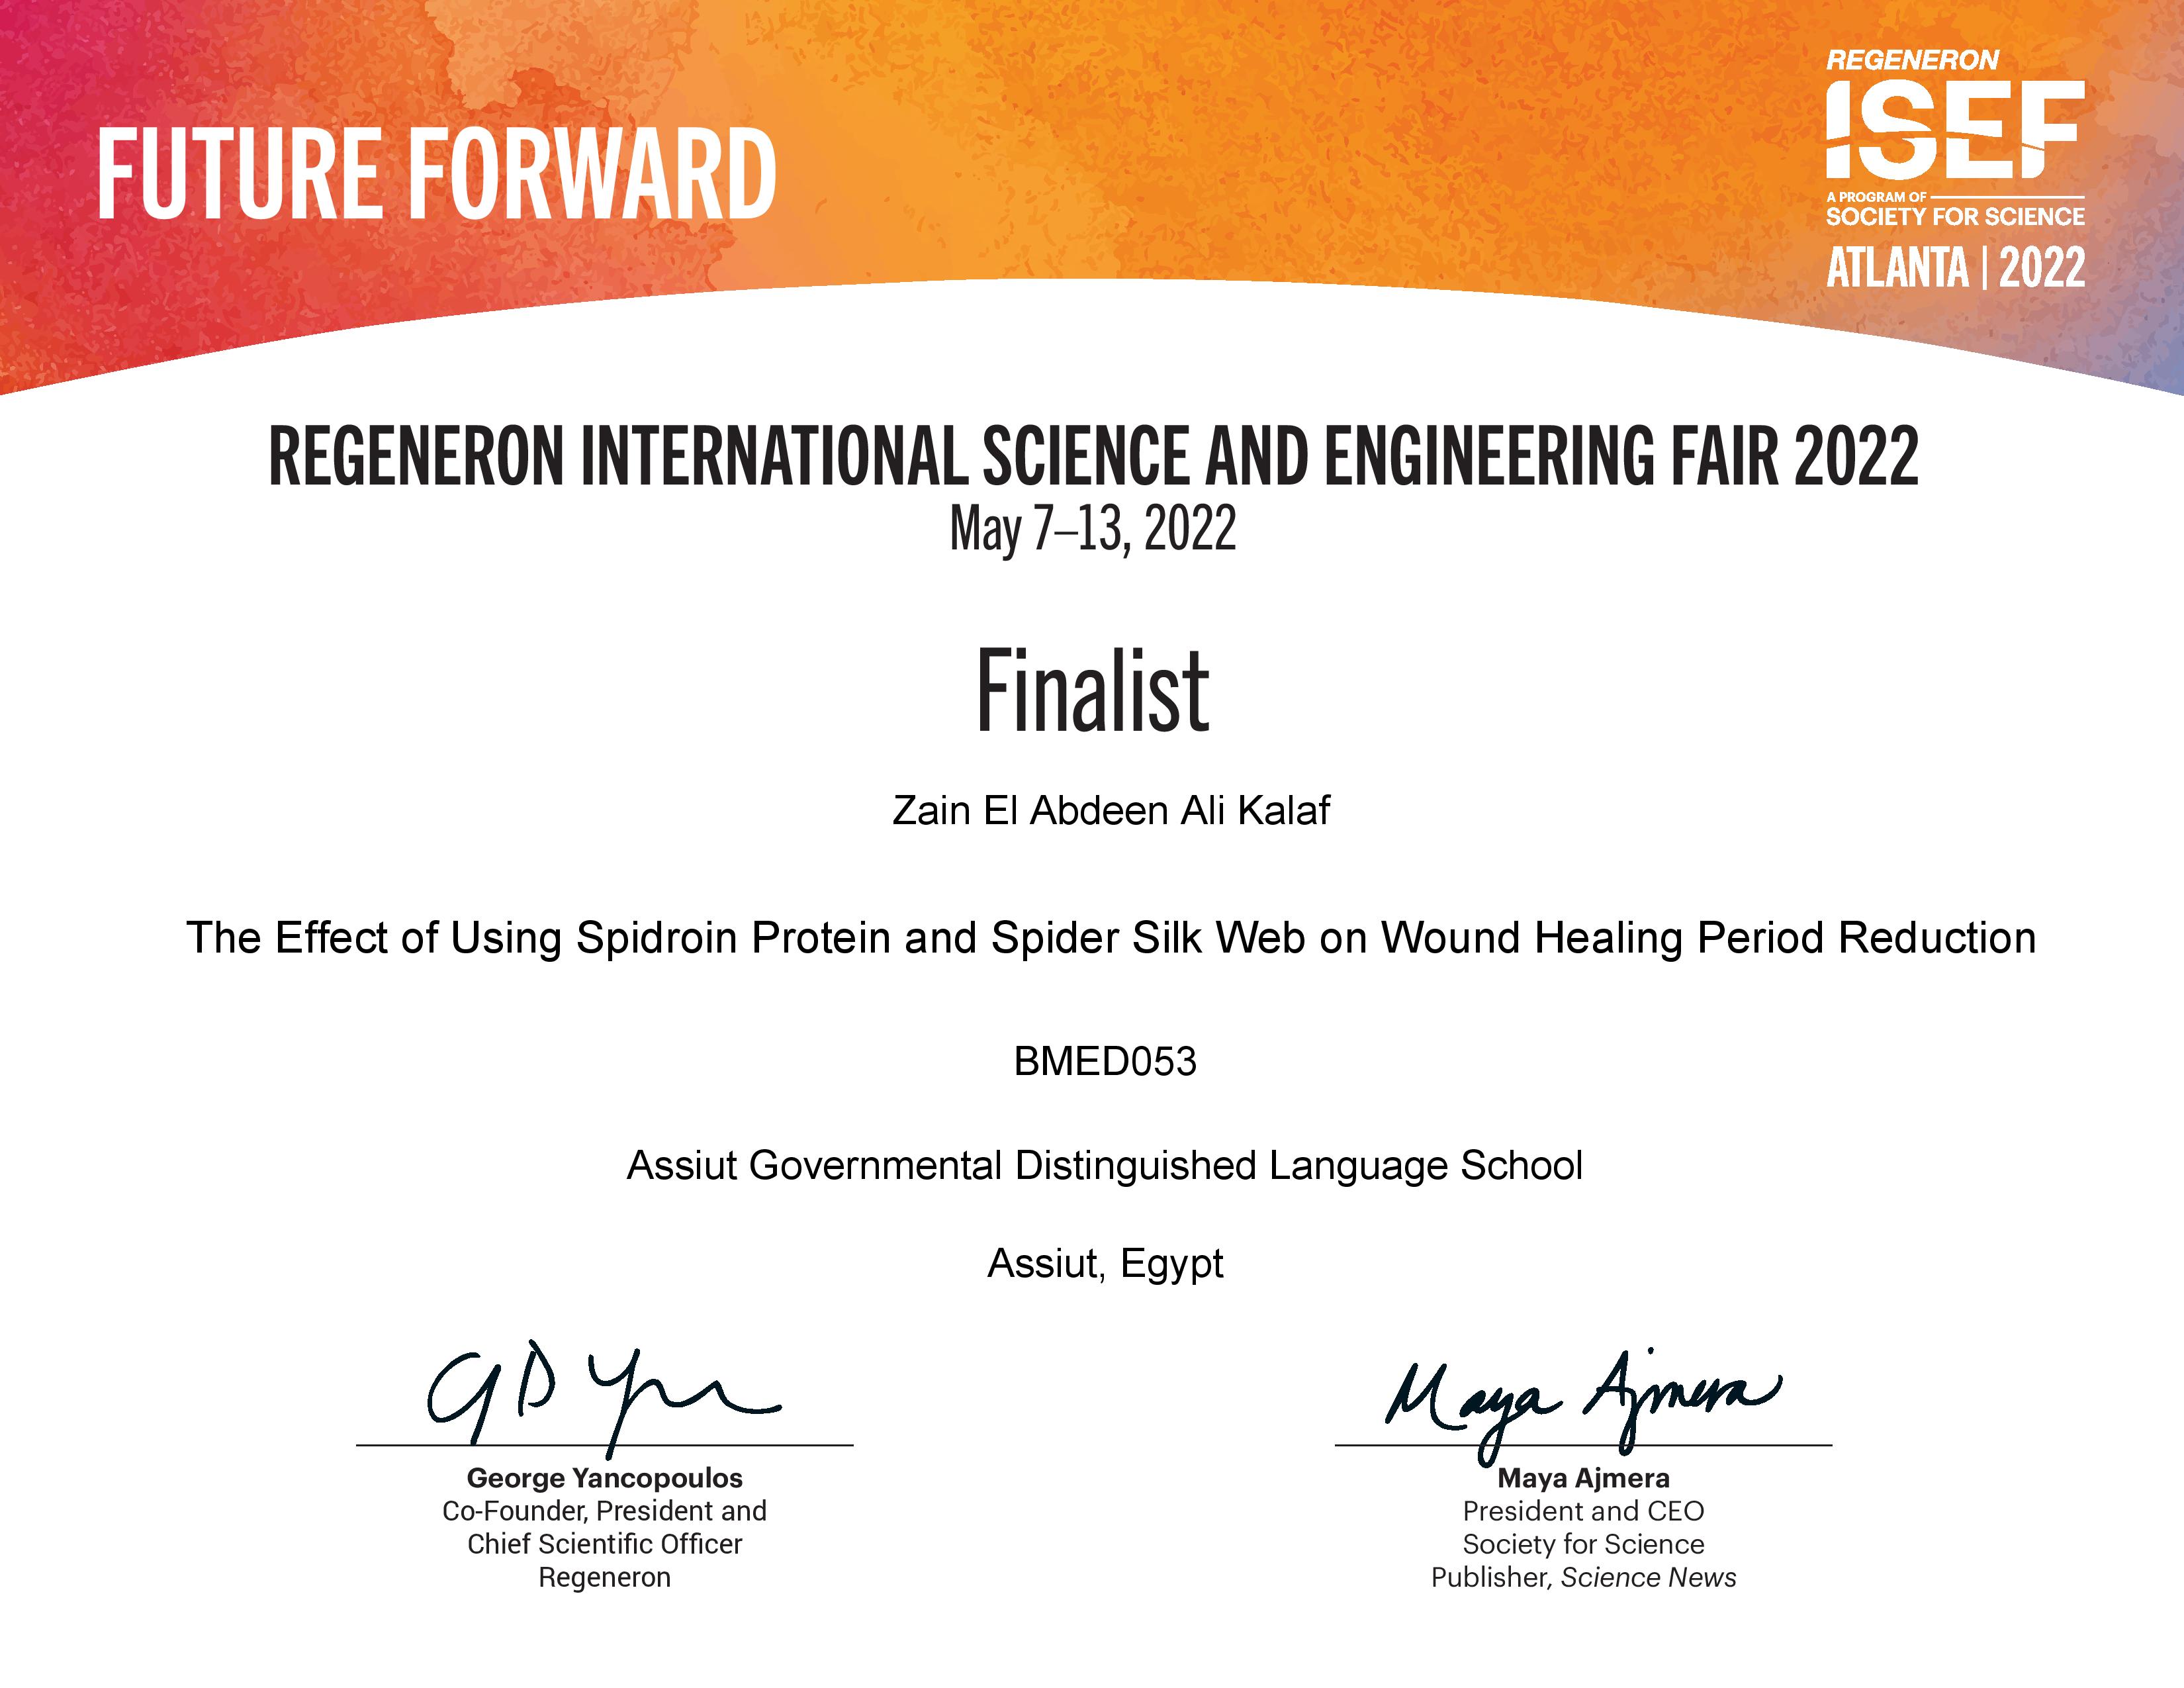 FUTURE FORWARD
REGENERON
ISEF
A PROGRAM OF
SOCIETY FOR SCIENCE
ATLANTA | 2022
REGENERON INTERNATIONAL SCIENCE AND ENGINEERING FAIR 2022
May 7–13, 2022
Finalist
Zain El Abdeen Ali Kalaf
The Effect of Using Spidroin Protein and Spider Silk Web on Wound Healing Period Reduction
BMED053
Assiut Governmental Distinguished Language School
Assiut, Egypt
George Yancopoulos
Co-Founder, President and
Chief Scientific Officer
Regeneron
Maya Ajmera
Maya Ajmera
President and CEO
Society for Science
Publisher, Science News